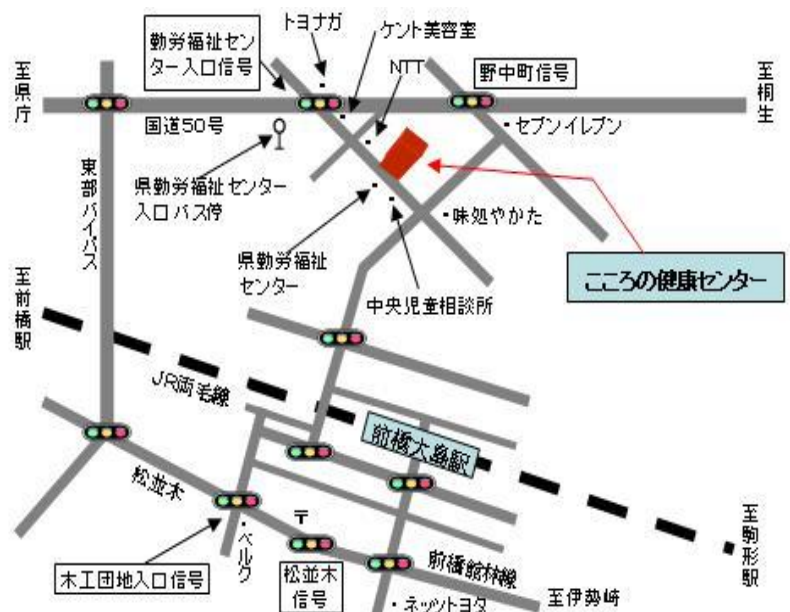 トヨナガ
ケント美容室
勤労福祉セン
ター入口信号
NTT
野中町信号
至県庁
至桐生
国道50号
セブンイレブン
東部バイパス
県勤労福祉センター
入口バス停
味処やかた
県勤労福祉
センター
中央児童相談所
こころの健康センター
至前橋駅
JR両毛線
前橋大島駅
松並木
〒
ベルク
至駒形駅
木工団地入口信号
松並木
信号
前橋館林線
至伊勢崎
ネッツトヨタ